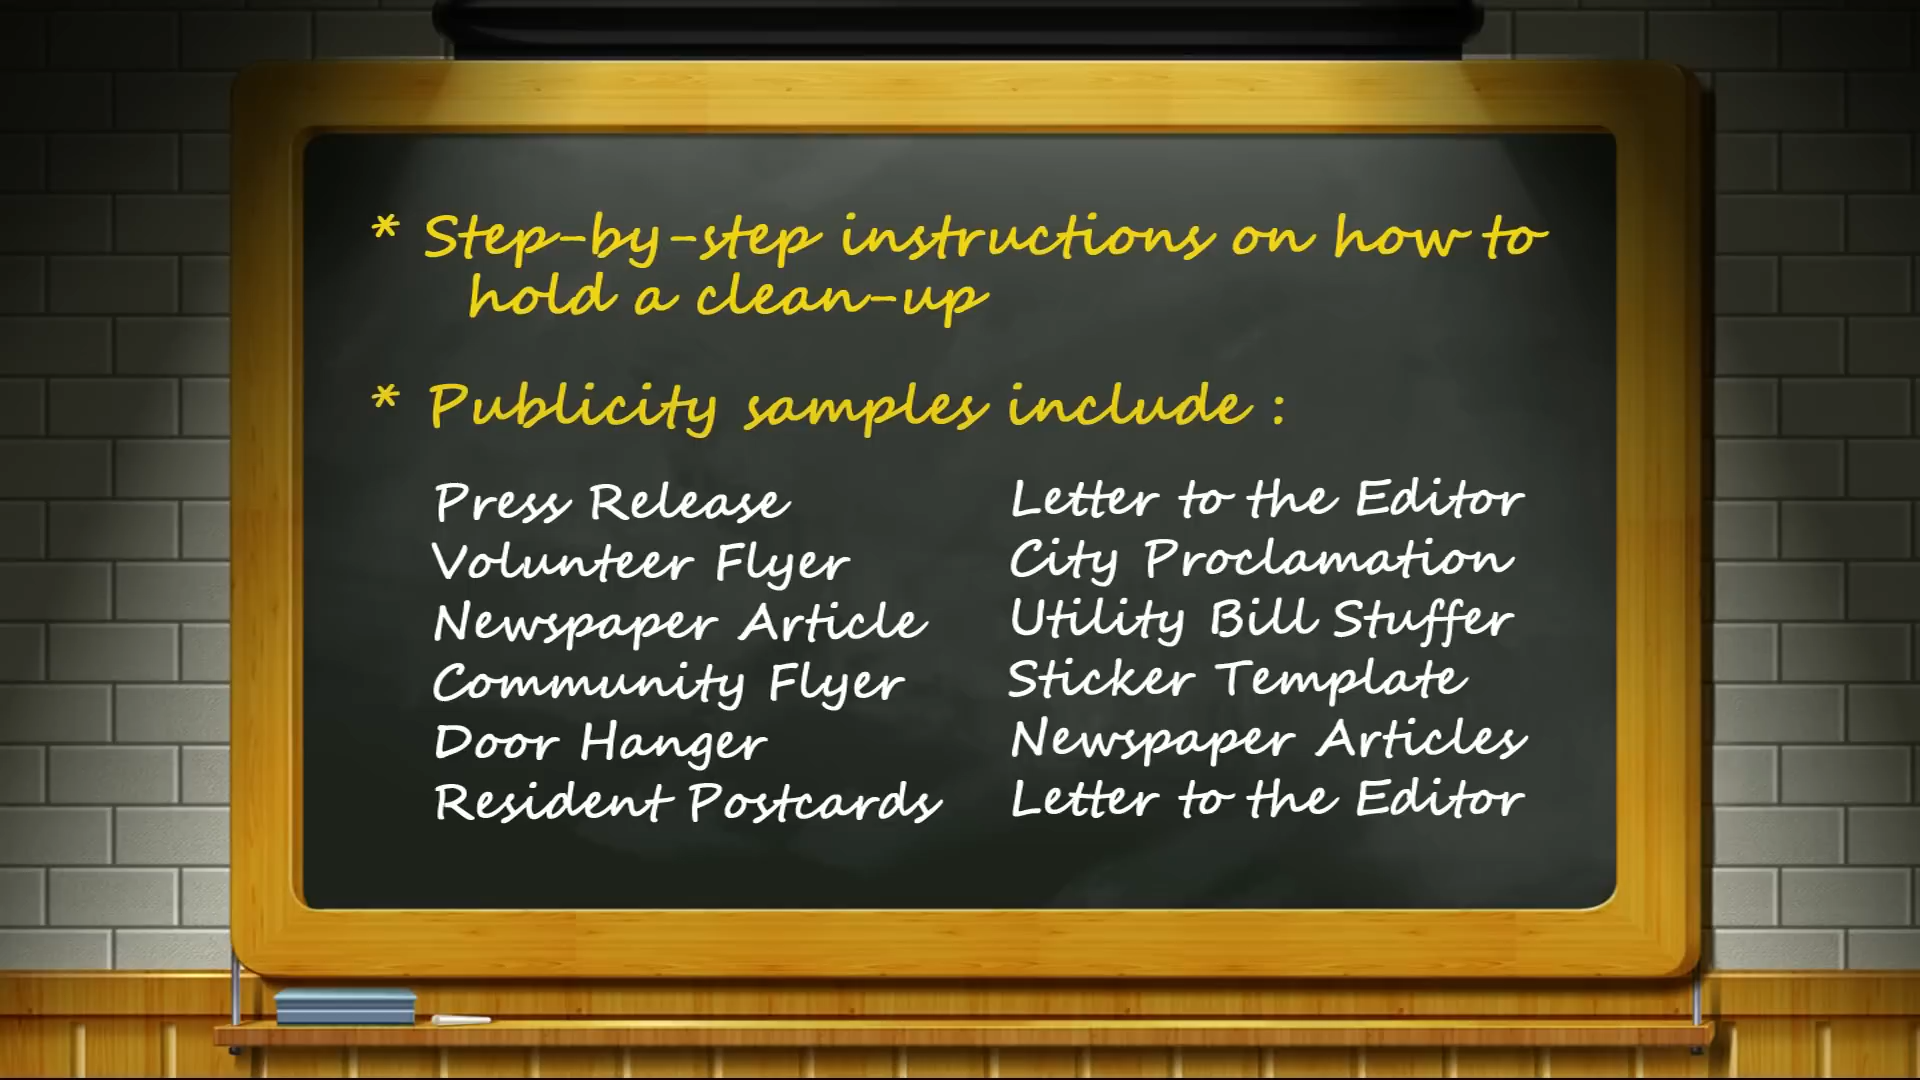 * Step-by-step instructions on how to
hold a clean-up
* Publicity samples include :
Press Release
Volunteer Flyer
Newspaper Article
Community Flyer
Door Hanger
Resident Postcards
Letter to the Editor
City Proclamation
Utility Bill Stuffer
Sticker Template
Newspaper Articles
Letter to the Editor